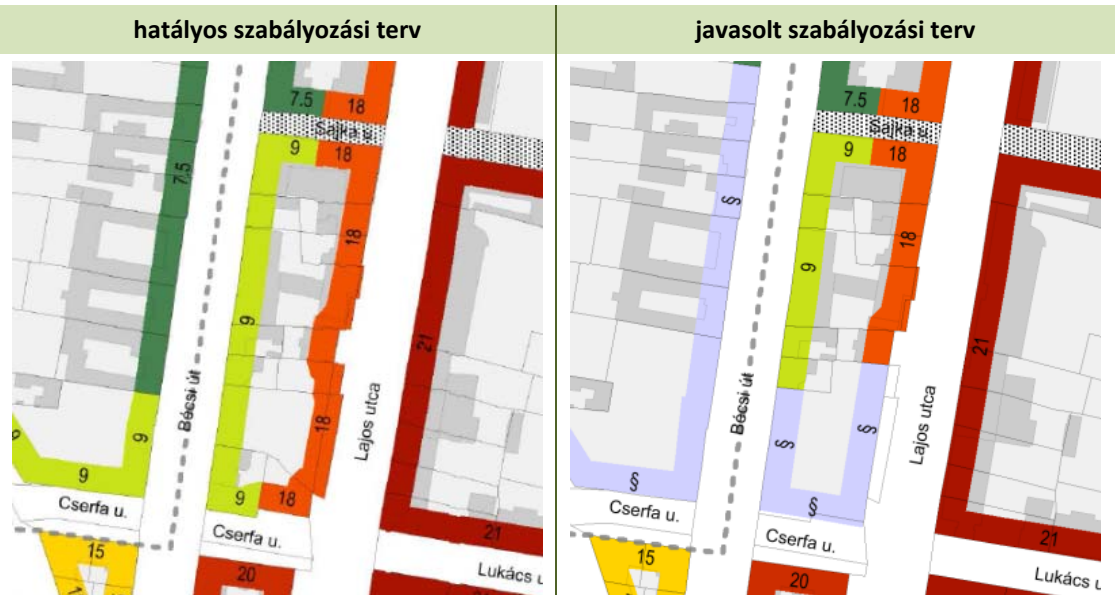 hatályos szabályozási terv
7.5
18
Sajka u.
9
18
7.5
18
9
21
Bécsi út
18
Lajos utca
9
9
9
9
18
Cserfa u.
Cserfa u.
21
15
20
Lukács u
javasolt szabályozási terv
7.5
18
Sajka u.
9
18
§
18
9
21
Bécsi út
Lajos utca
§
§
§
§
Cserfa u.
Cserfa u.
21
15
20
Lukács u